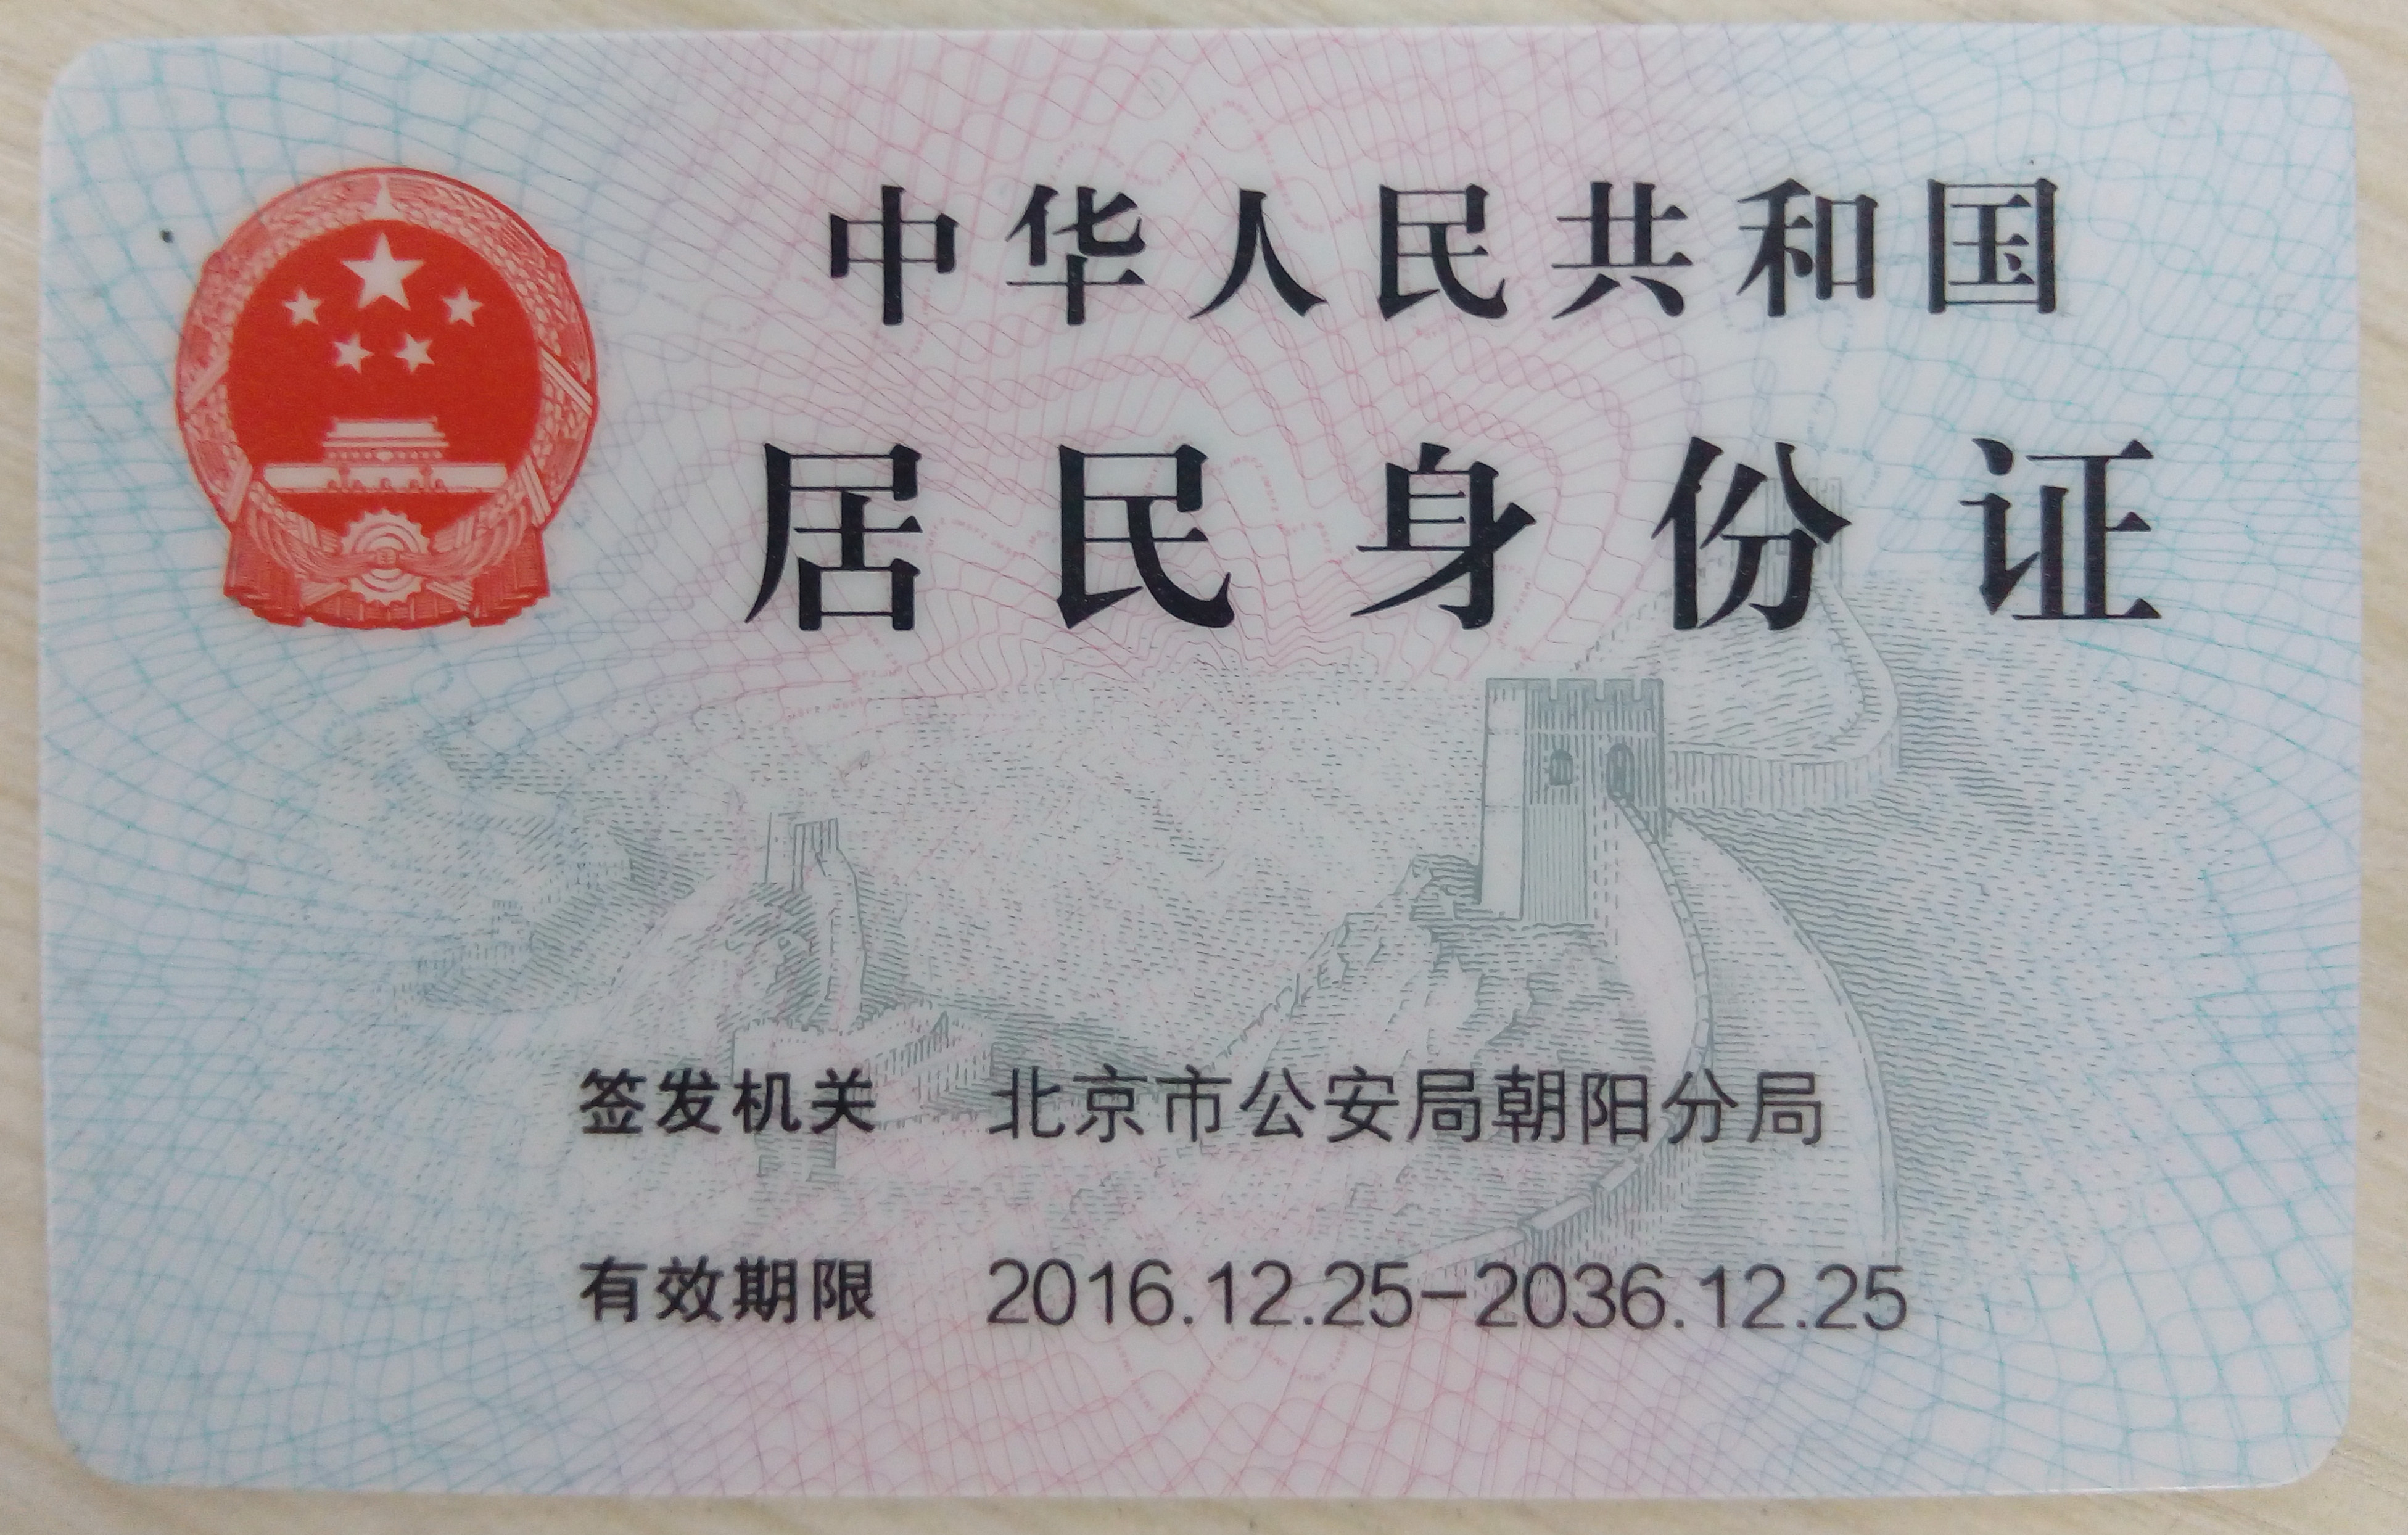 中华人民共和国
居民身份证
签发机关 北京市公安局朝阳分局
有效期限 2016.12.25-2036.12.25